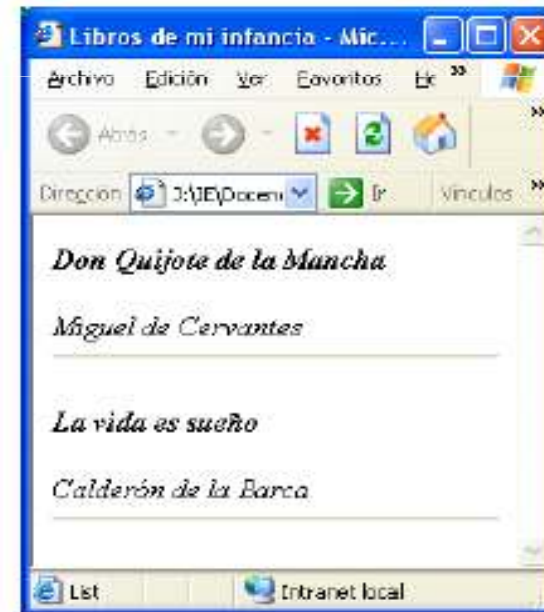 Libros de mi infancia - Mic...
Archivo Edición Ver Favoritos He »
Atrás
Dirección Ir Vínculos »
Don Quijote de la Mancha
Miguel de Cervantes
La vida es sueño
Calderón de la Barca
List Intranet local